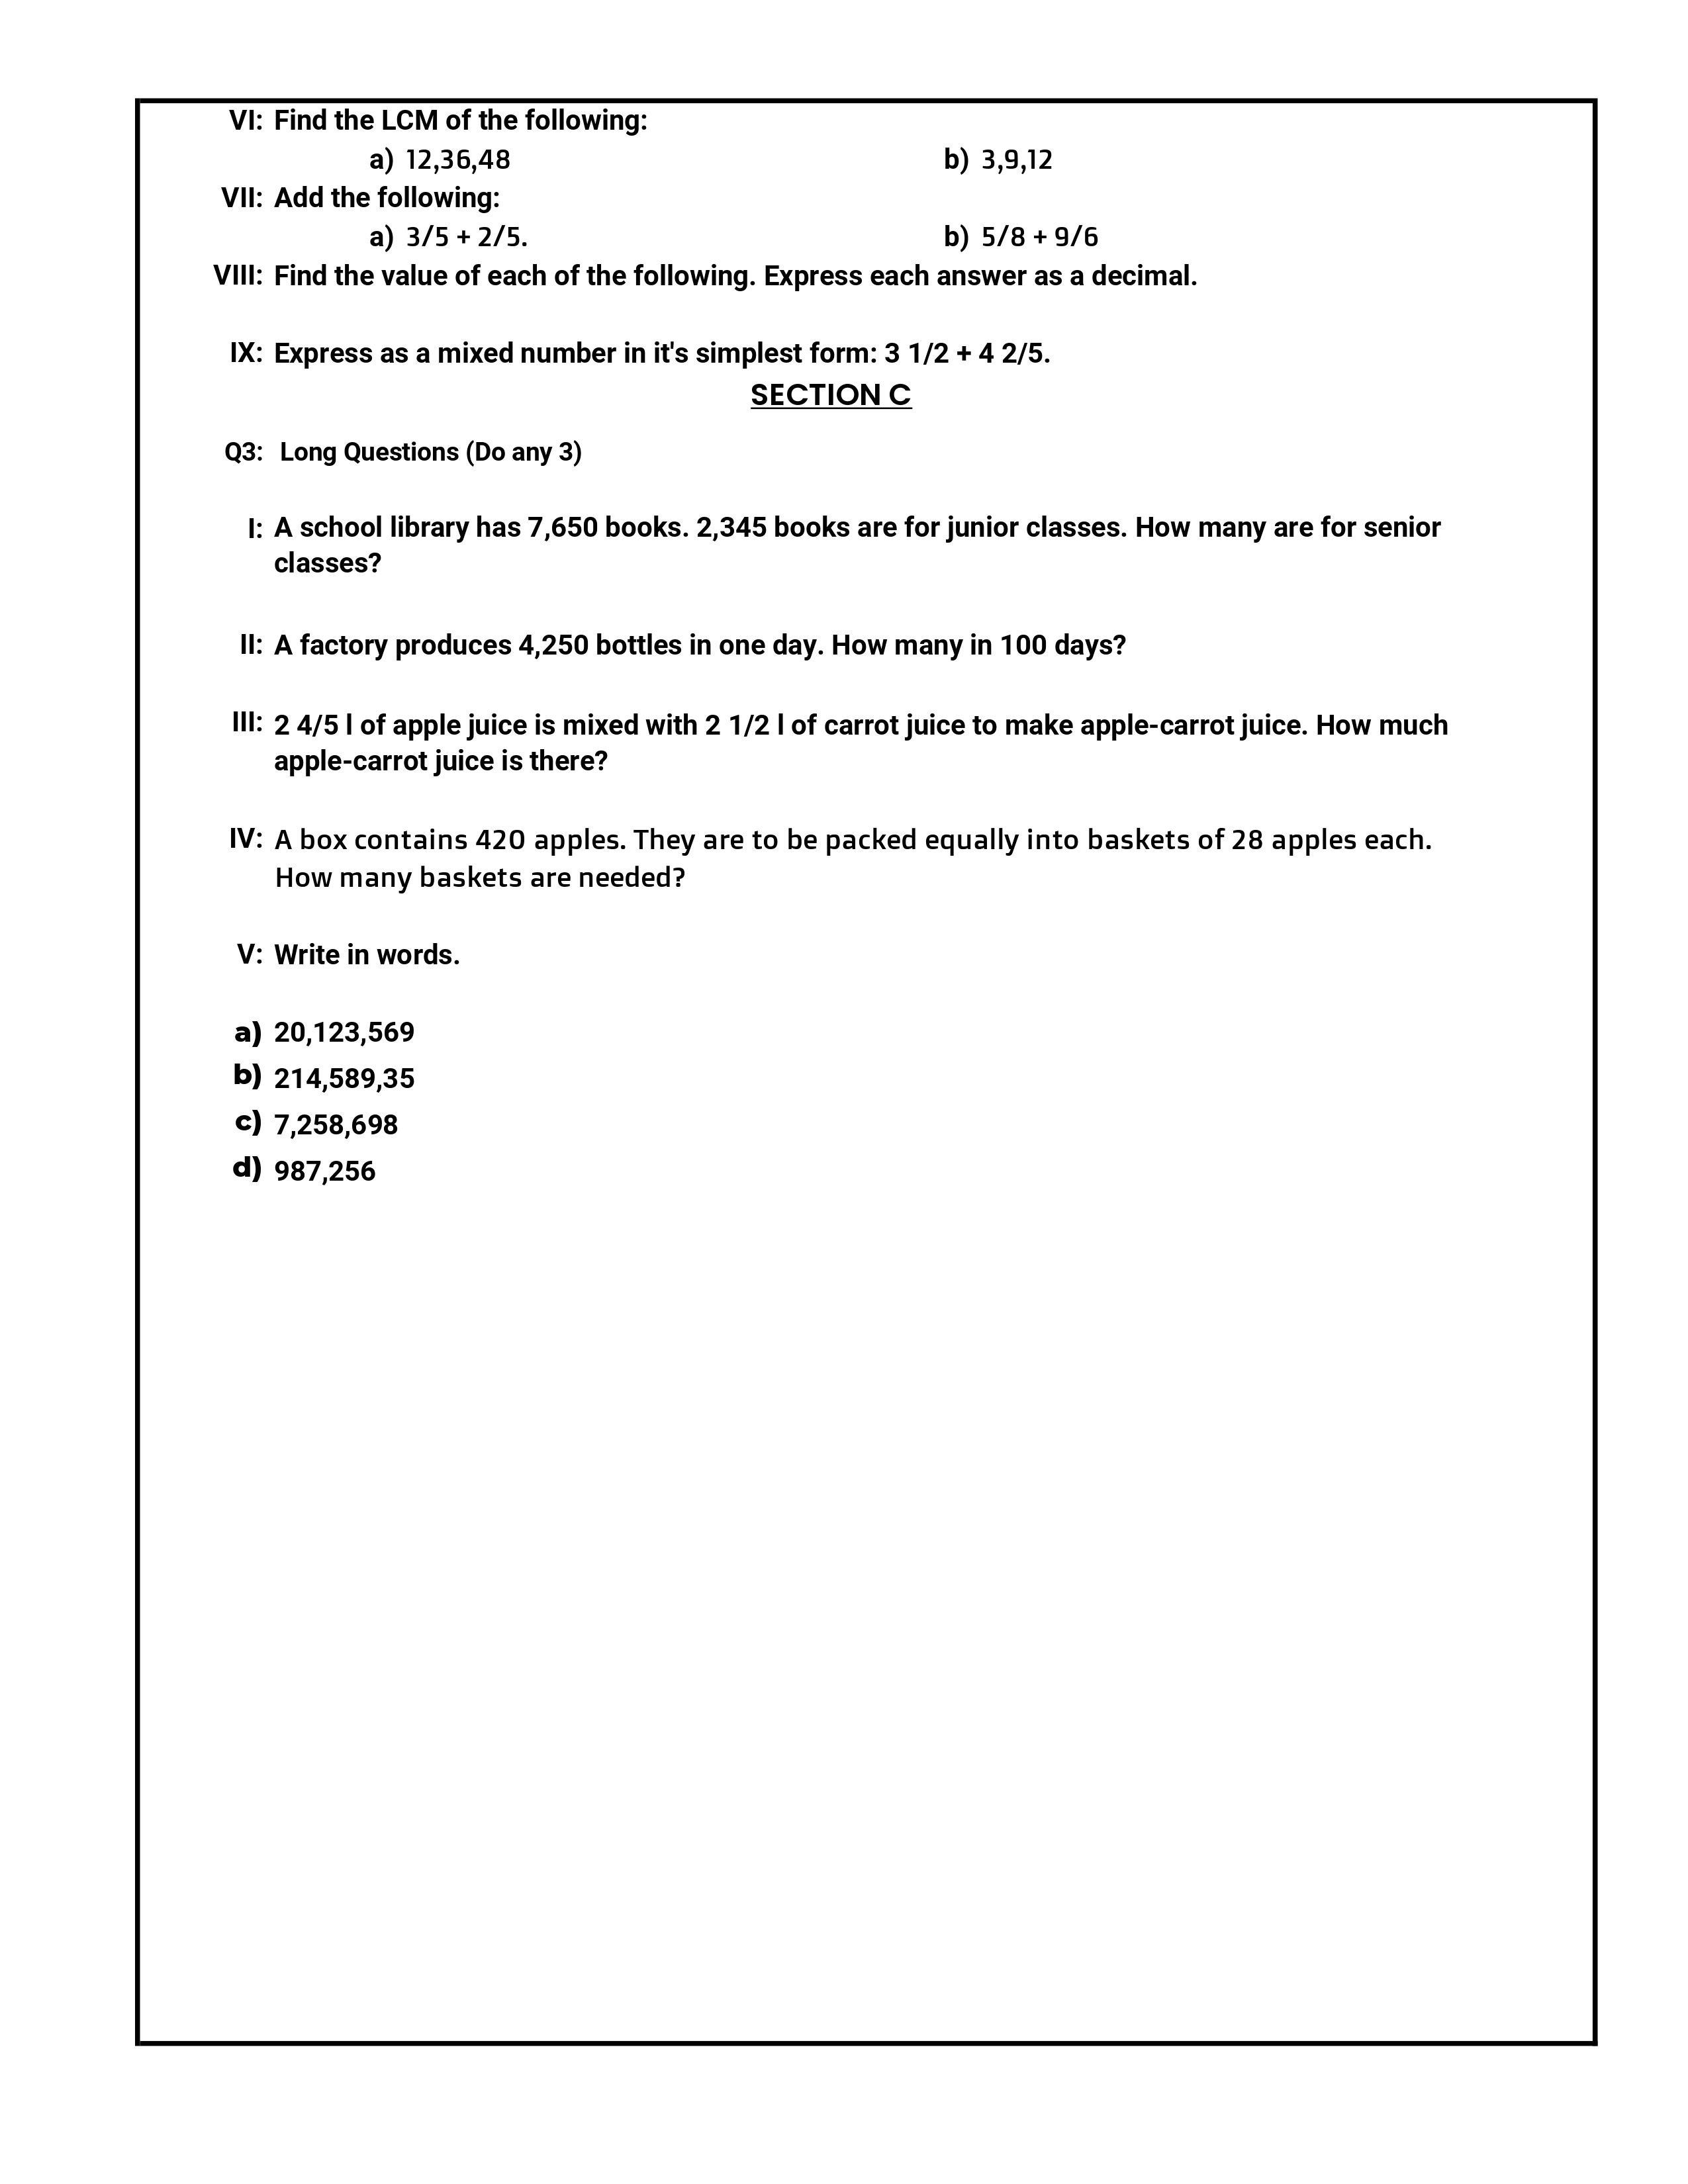 VI: Find the LCM of the following:
a) 12,36,48 b) 3,9,12
VII: Add the following:
a) 3/5 + 2/5. b) 5/8 + 9/6
VIII: Find the value of each of the following. Express each answer as a decimal.
IX: Express as a mixed number in it's simplest form: 3 1/2 + 4 2/5.
SECTION C
Q3: Long Questions (Do any 3)
I: A school library has 7,650 books. 2,345 books are for junior classes. How many are for senior
classes?
II: A factory produces 4,250 bottles in one day. How many in 100 days?
III: 2 4/5 l of apple juice is mixed with 2 1/2 l of carrot juice to make apple-carrot juice. How much
apple-carrot juice is there?
IV: A box contains 420 apples. They are to be packed equally into baskets of 28 apples each.
How many baskets are needed?
V: Write in words.
a) 20,123,569
b) 214,589,35
c) 7,258,698
d) 987,256